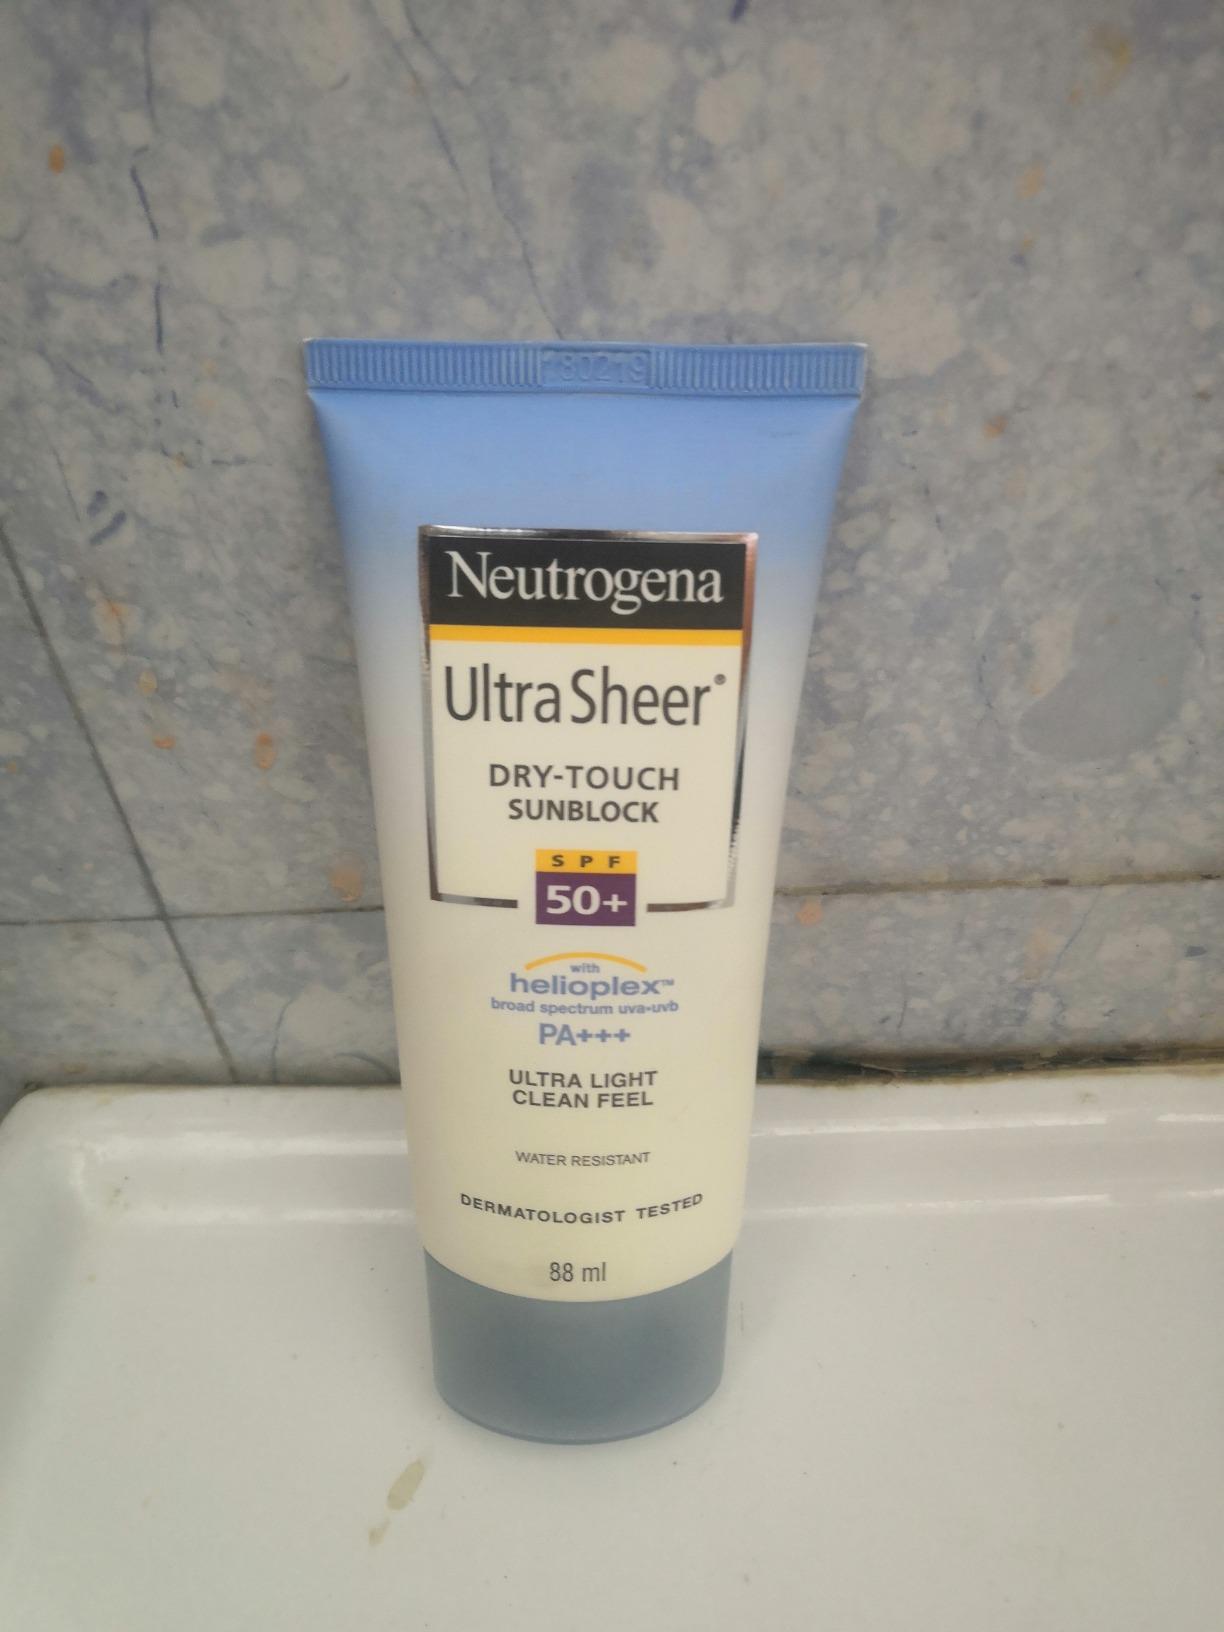 180219
Neutrogena
Ultra Sheer®
DRY-TOUCH
SUNBLOCK
SPF
50+
with
helioplex™
broad spectrum uva•uvb
PA+++
ULTRA LIGHT
CLEAN FEEL
WATER RESISTANT
DERMATOLOGIST TESTED
88 ml